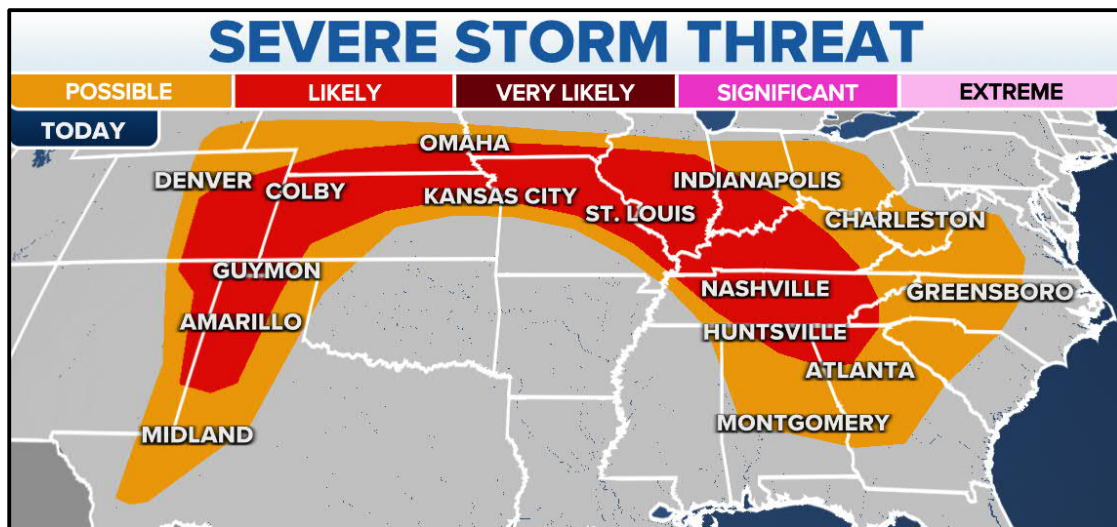 SEVERE STORM THREAT
POSSIBLE
LIKELY
VERY LIKELY
SIGNIFICANT
EXTREME
TODAY
OMAHA
DENVER
COLBY
KANSAS CITY
INDIANAPOLIS
ST. LOUIS
CHARLESTON
GUYMON
NASHVILLE
GREENSBORO
AMARILLO
HUNTSVILLE
ATLANTA
MIDLAND
MONTGOMERY